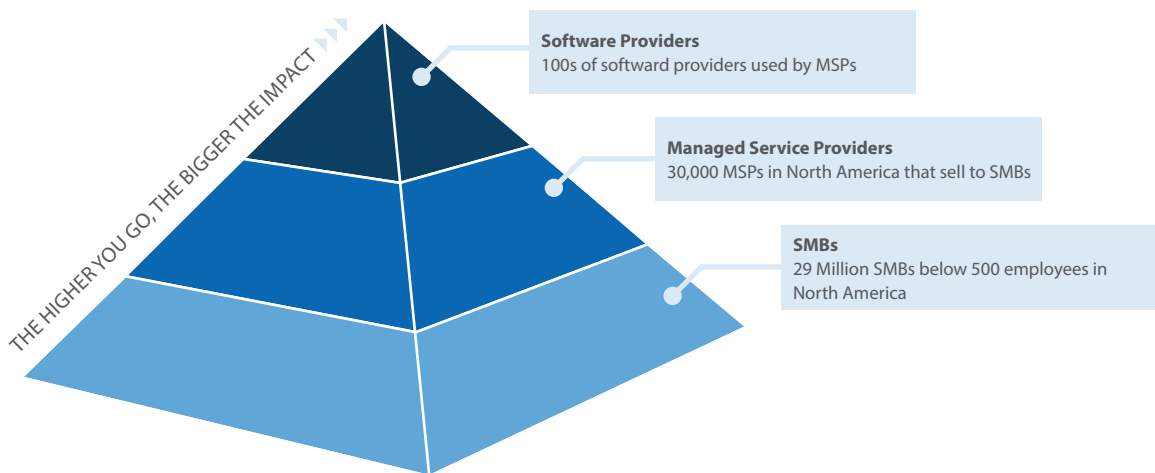 THE HIGHER YOU GO, THE BIGGER THE IMPACT
Software Providers
100s of softward providers used by MSPs
Managed Service Providers
30,000 MSPs in North America that sell to SMBs
SMBs
29 Million SMBs below 500 employees in
North America